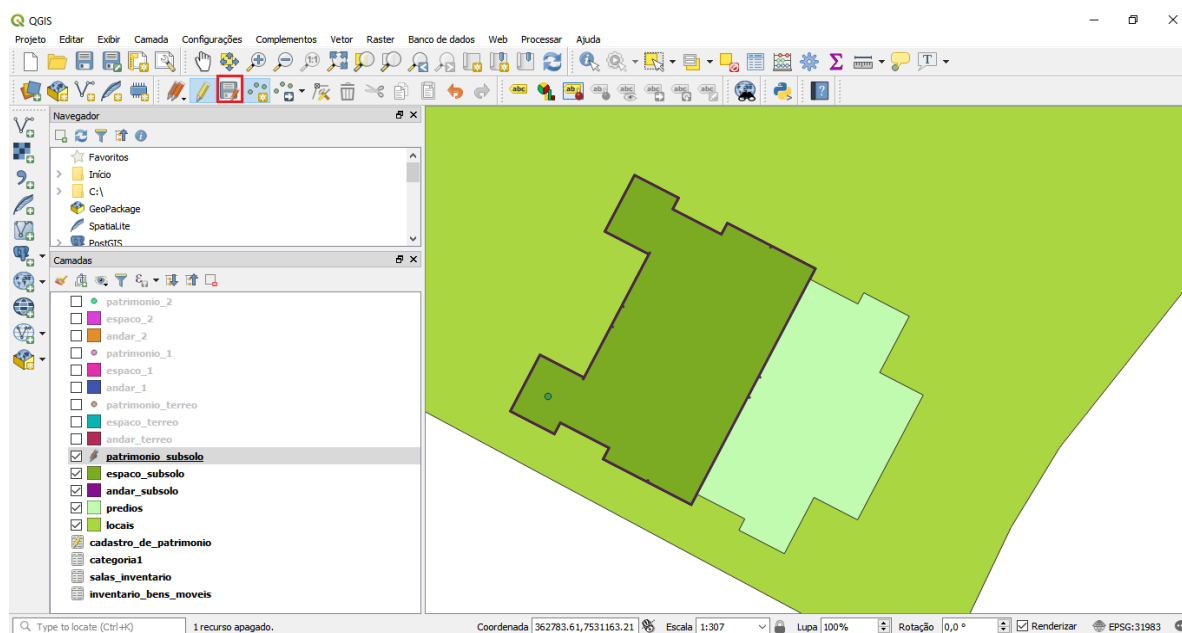 QGIS
Projeto Editar Exibir Camada Configurações Complementos Vetor Raster Banco de dados Web Processar Ajuda
Navegador
Favoritos
Início
C:\
GeoPackage
SpatiaLite
PostGIS
Camadas
patrimonio_2
espaco_2
andar_2
patrimonio_1
espaco_1
andar_1
patrimonio_terreo
espaco_terreo
andar_terreo
patrimonio_subsolo
espaco_subsolo
andar_subsolo
predios
locais
cadastro_de_patrimonio
categoria1
salas_inventario
inventario_bens_moveis
Type to locate (Ctrl+K) 1 recurso apagado. Coordenada 362783.61,7531163.21 Escala 1:307 Lupa 100% Rotação 0,0 ° Renderizar EPSG:31983